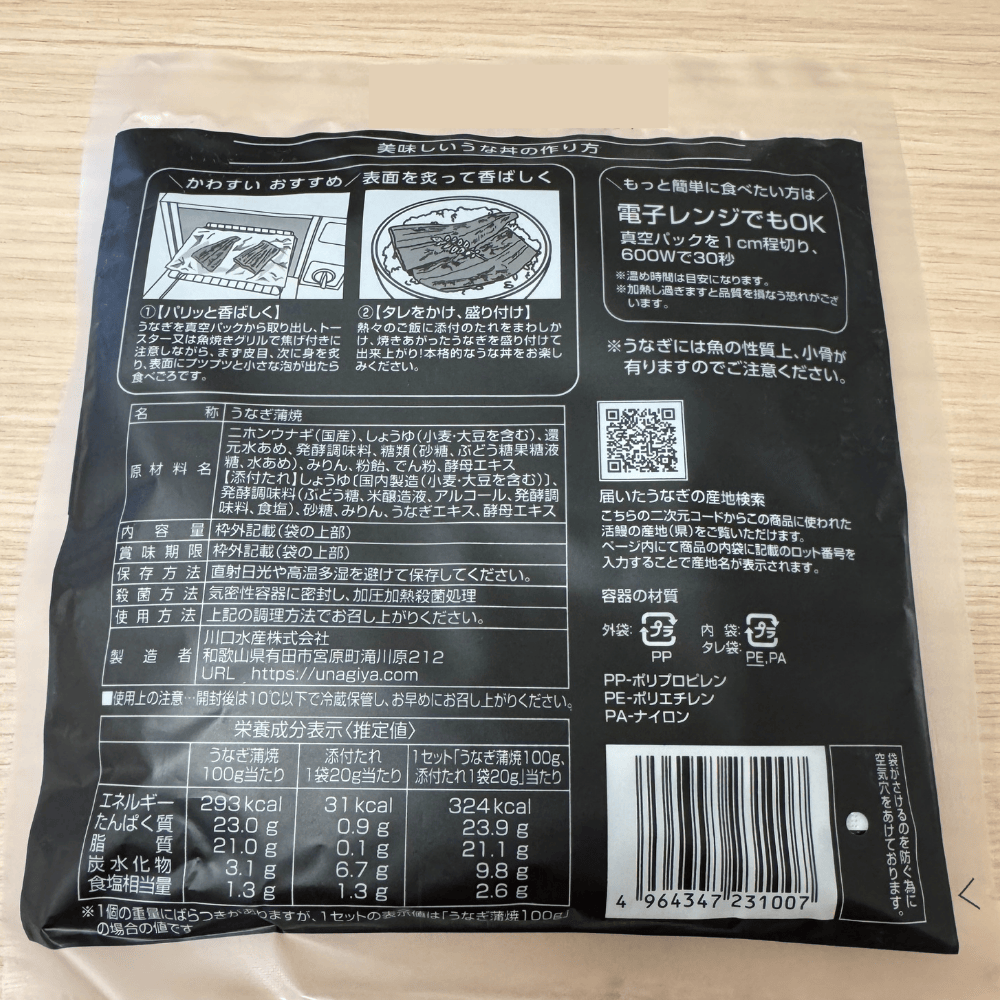 美味しいうな丼の作り方
かわすい おすすめ
表面を炙って香ばしく
①【パリッと香ばしく】
うなぎを真空パックから取り出し、トー
スター又は魚焼きグリルで焦げ付きに
注意しながら、まず皮目、次に身を炙
り、表面にプツプツと小さな泡が出たら
食べごろです。
②【タレをかけ、盛り付け】
熱々のご飯に添付のたれをまわしか
け、焼きあがったうなぎを盛り付けて
出来上がり!本格的なうな丼をお楽し
みください。
もっと簡単に食べたい方は
電子レンジでもOK
真空パックを1cm程切り、
600Wで30秒
※温め時間は目安になります。
※加熱し過ぎますと品質を損なう恐れがござ
います。
※うなぎには魚の性質上、小骨が
有りますのでご注意ください。
名称 うなぎ蒲焼
原材料名 ニホンウナギ(国産)、しょうゆ(小麦・大豆を含む)、還
元水あめ、発酵調味料、糖類(砂糖、ぶどう糖果糖液
糖、水あめ)、みりん、粉飴、でん粉、酵母エキス
【添付たれ】しょうゆ〔国内製造(小麦・大豆を含む)〕、
発酵調味料(ぶどう糖、米醸造液、アルコール、発酵調
味料、食塩)、砂糖、みりん、うなぎエキス、酵母エキス
内容量 枠外記載(袋の上部)
賞味期限 枠外記載(袋の上部)
保存方法 直射日光や高温多湿を避けて保存してください。
殺菌方法 気密性容器に密封し、加圧加熱殺菌処理
使用方法 上記の調理方法でお召し上がりください。
製造者 川口水産株式会社
和歌山県有田市宮原町滝川原212
URL https://unagiya.com
■使用上の注意…開封後は10℃以下で冷蔵保管し、お早めにお召し上がりください。
届いたうなぎの産地検索
こちらの二次元コードからこの商品に使われた
活鰻の産地(県)をご覧いただけます。
ページ内にて商品の内袋に記載のロット番号を
入力することで産地名が表示されます。
容器の材質
外袋: プラ PP
内袋: タレ袋: プラ PE,PA
PP-ポリプロピレン
PE-ポリエチレン
PA-ナイロン
栄養成分表示〈推定値〉
うなぎ蒲焼 100g当たり 添付たれ 1袋20g当たり 1セット「うなぎ蒲焼100g、添付たれ1袋20g」当たり
エネルギー 293kcal 31kcal 324kcal
たんぱく質 23.0g 0.9g 23.9g
脂質 21.0g 0.1g 21.1g
炭水化物 3.1g 6.7g 9.8g
食塩相当量 1.3g 1.3g 2.6g
※1個の重量にばらつきがありますが、1セットの表示値は「うなぎ蒲焼100g」
の場合の値です
4 964347 231007
袋がさけるのを防ぐ為に
空気穴をあけております。